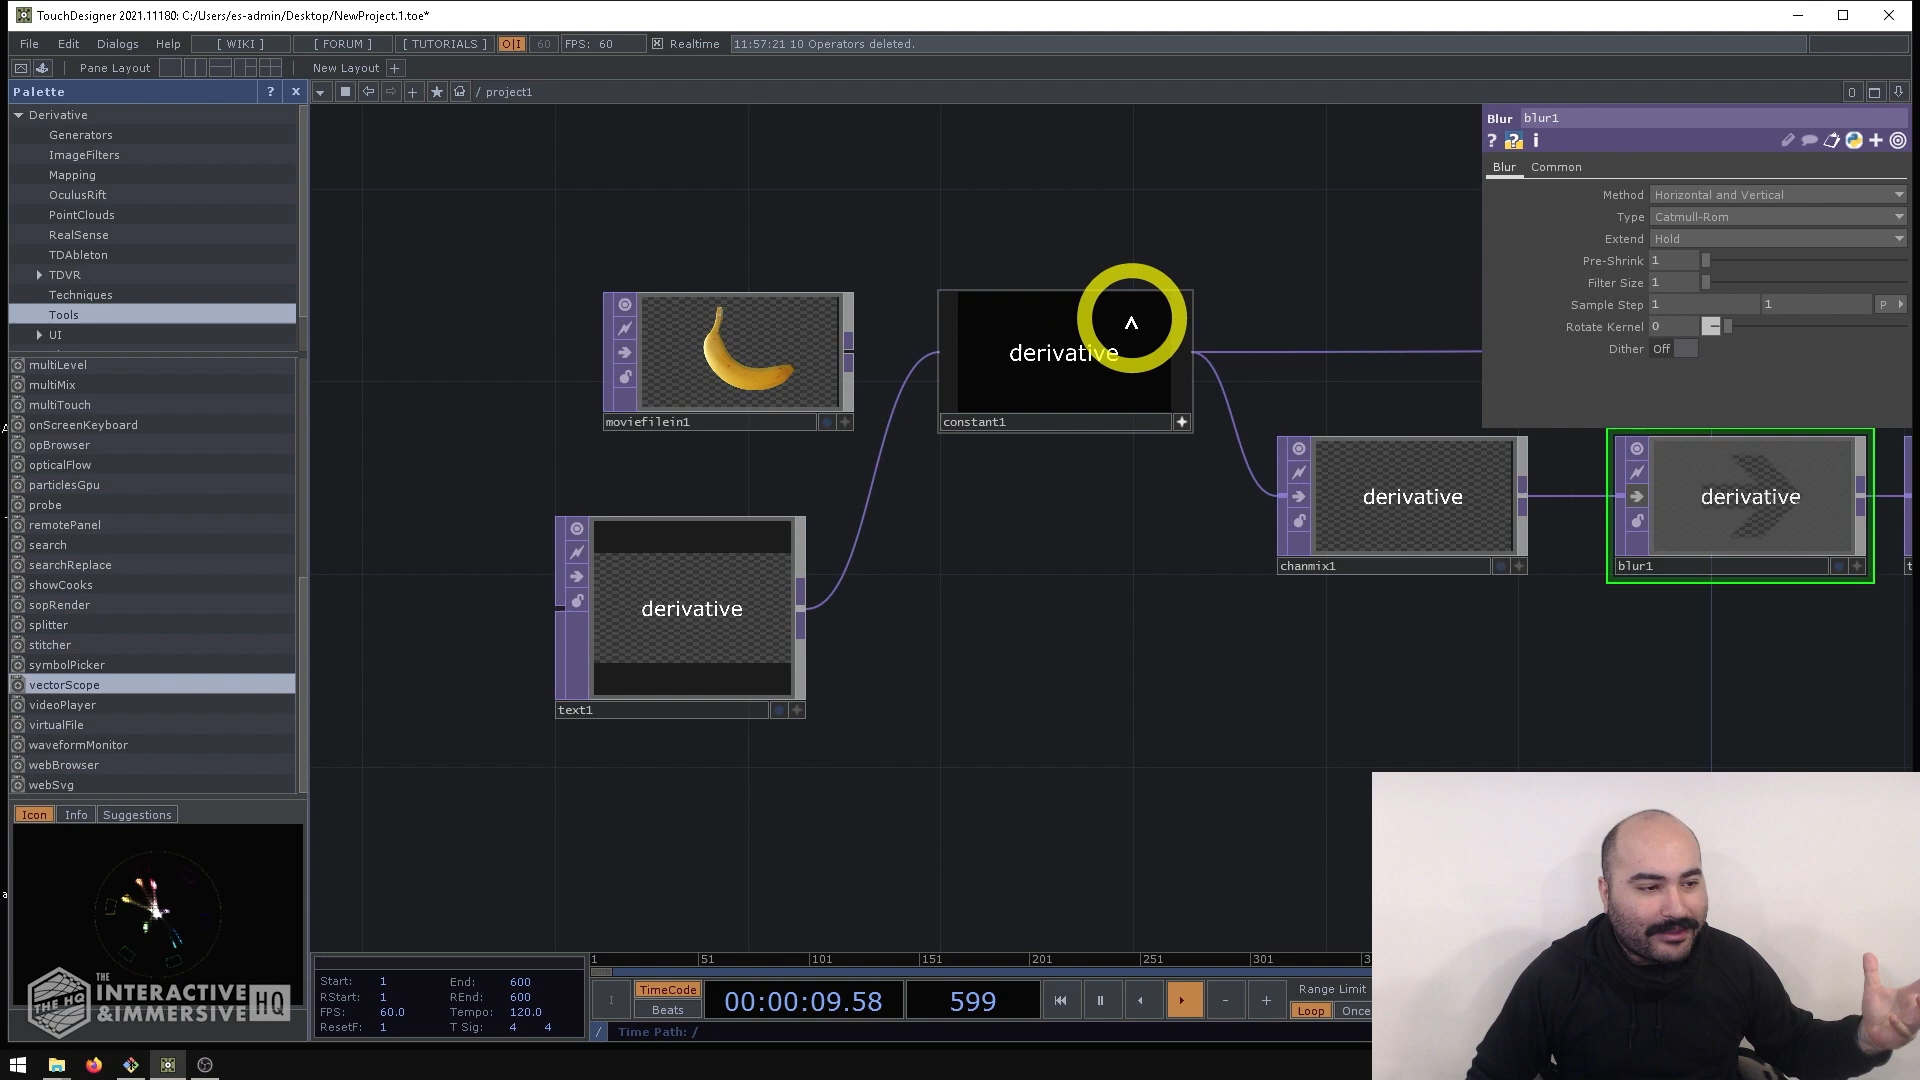 TouchDesigner 2021.11180: C:/Users/es-admin/Desktop/NewProject.1.toe*
File Edit Dialogs Help [ WIKI ] [ FORUM ] [ TUTORIALS ] O|I 60 FPS: 60 Realtime 11:57:21 10 Operators deleted.
Pane Layout New Layout +
Palette ? x / project1 0
Derivative
Generators
ImageFilters
Mapping
OculusRift
PointClouds
RealSense
TDAbleton
TDVR
Techniques
Tools
UI
multiLevel
multiMix
multiTouch
onScreenKeyboard
opBrowser
opticalFlow
particlesGpu
probe
remotePanel
search
searchReplace
showCooks
sopRender
splitter
stitcher
symbolPicker
vectorScope
videoPlayer
virtualFile
waveformMonitor
webBrowser
webSvg
Icon Info Suggestions
THE HQ
THE
INTERACTIVE
&IMMERSIVE HQ
moviefilein1
derivative
constant1
derivative
text1
derivative
chanmix1
derivative
blur1
Blur blur1
? ? i
Blur Common
Method Horizontal and Vertical
Type Catmull-Rom
Extend Hold
Pre-Shrink 1
Filter Size 1
Sample Step 1 1 P
Rotate Kernel 0
Dither Off
Start: 1 End: 600
RStart: 1 REnd: 600
FPS: 60.0 Tempo: 120.0
ResetF: 1 T Sig: 4 4
1 51 101 151 201 251 301 3
TimeCode
Beats
00:00:09.58 599
Range Limit
Loop Once
/ Time Path: /